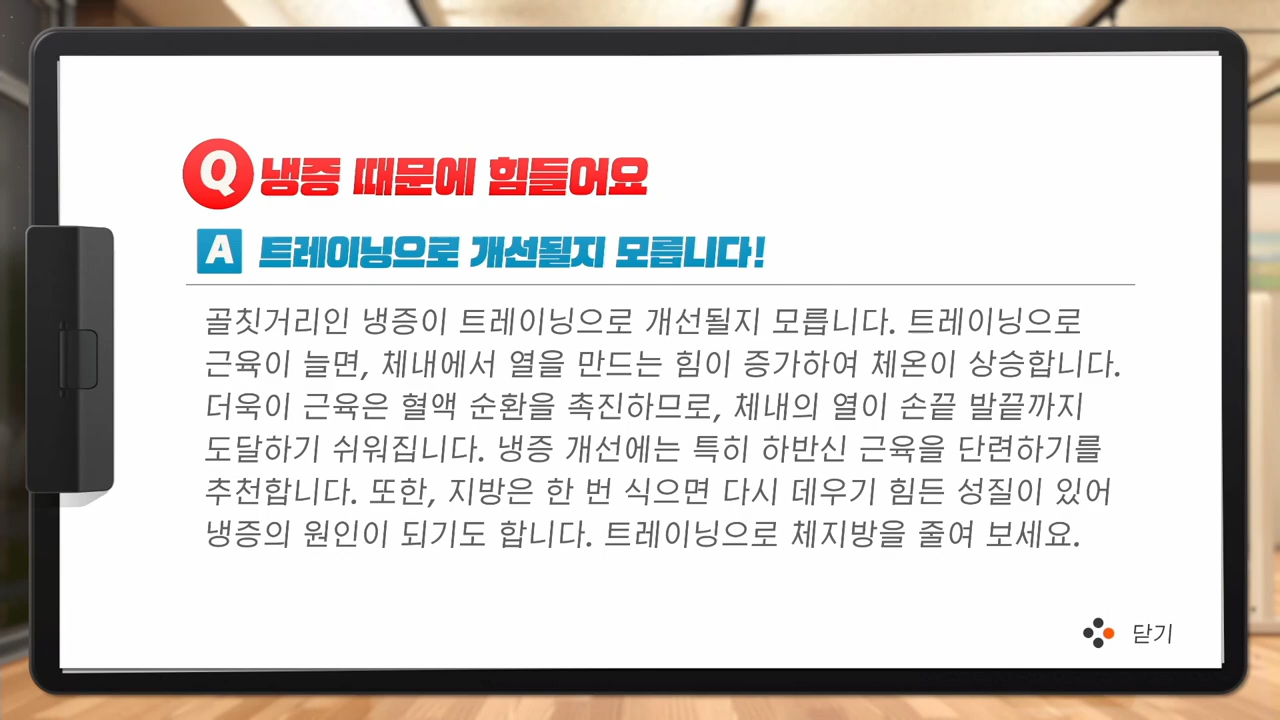 Q 냉증 때문에 힘들어요
A 트레이닝으로 개선될지 모릅니다!
골칫거리인 냉증이 트레이닝으로 개선될지 모릅니다. 트레이닝으로
근육이 늘면, 체내에서 열을 만드는 힘이 증가하여 체온이 상승합니다.
더욱이 근육은 혈액 순환을 촉진하므로, 체내의 열이 손끝 발끝까지
도달하기 쉬워집니다. 냉증 개선에는 특히 하반신 근육을 단련하기를
추천합니다. 또한, 지방은 한 번 식으면 다시 데우기 힘든 성질이 있어
냉증의 원인이 되기도 합니다. 트레이닝으로 체지방을 줄여 보세요.
닫기